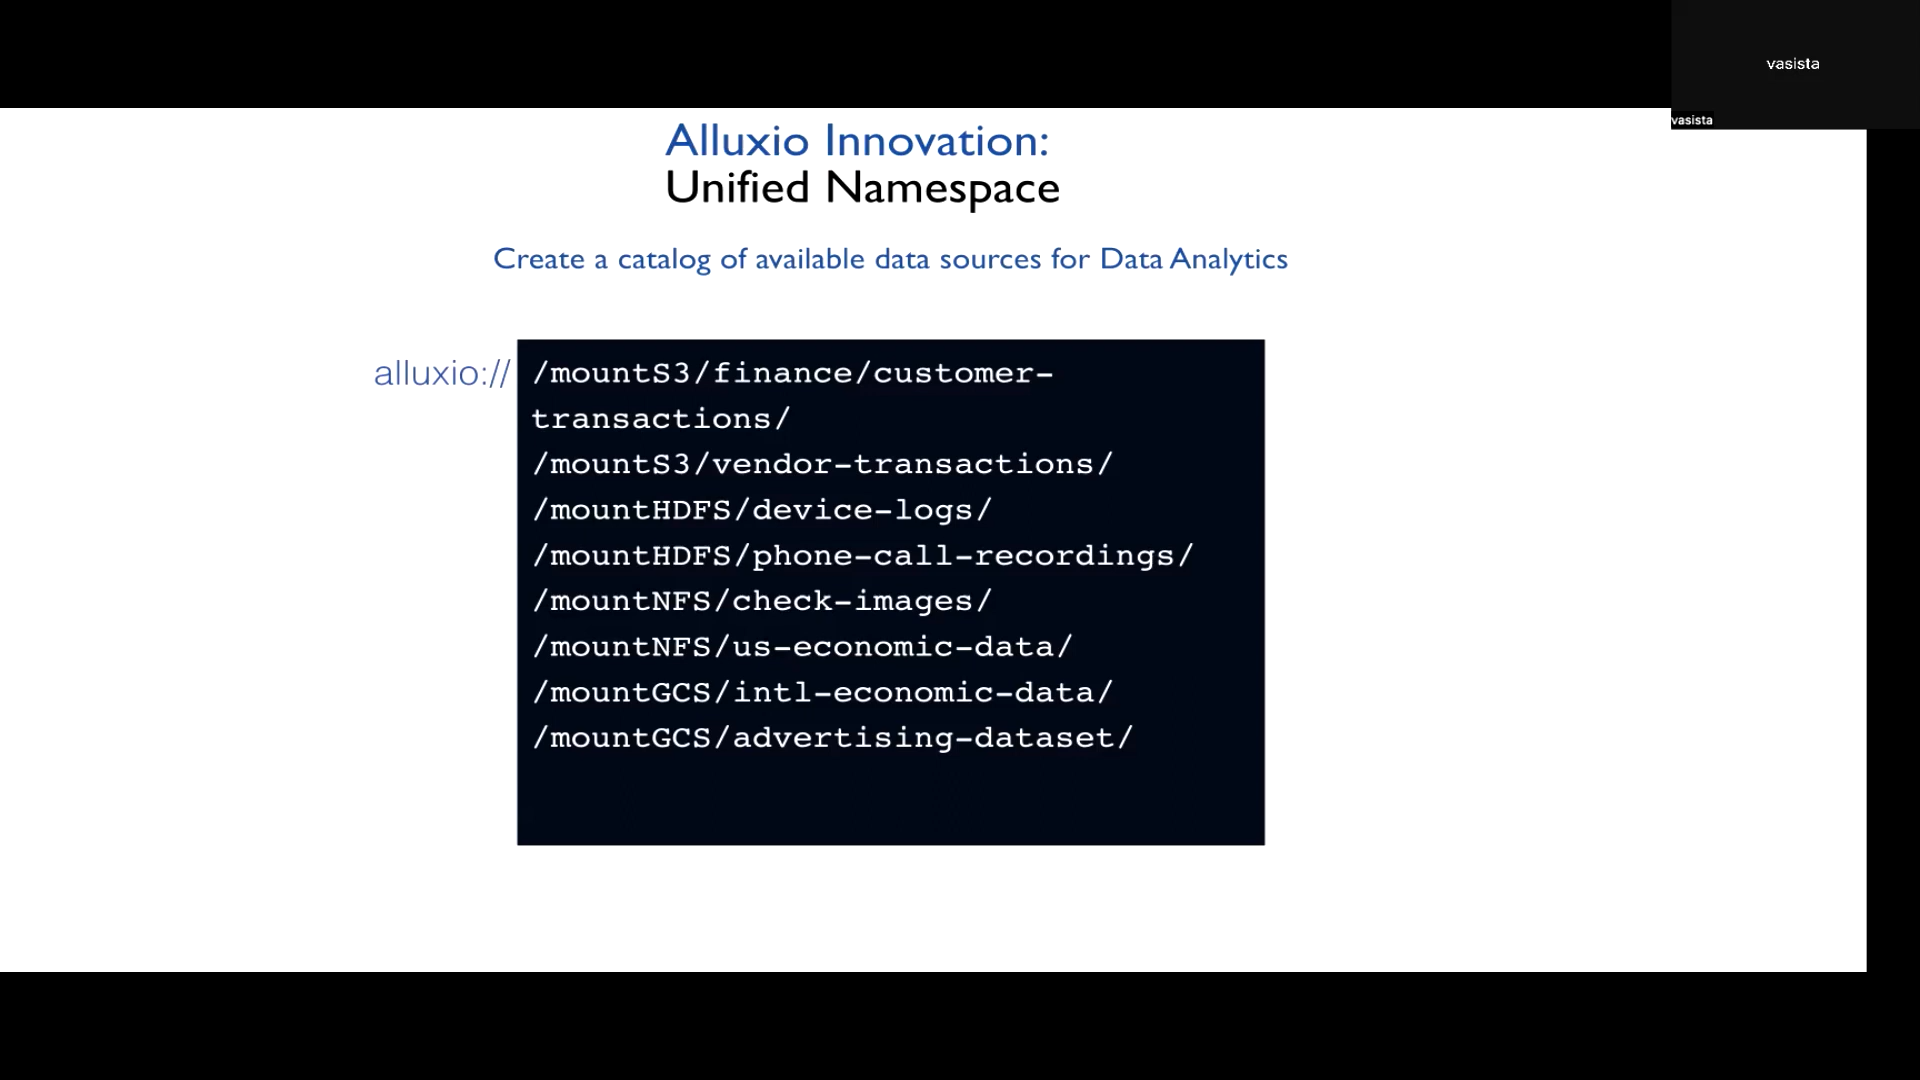 vasista
vasista
Alluxio Innovation:
Unified Namespace
Create a catalog of available data sources for Data Analytics
alluxio:// /mountS3/finance/customer-
transactions/
/mountS3/vendor-transactions/
/mountHDFS/device-logs/
/mountHDFS/phone-call-recordings/
/mountNFS/check-images/
/mountNFS/us-economic-data/
/mountGCS/intl-economic-data/
/mountGCS/advertising-dataset/